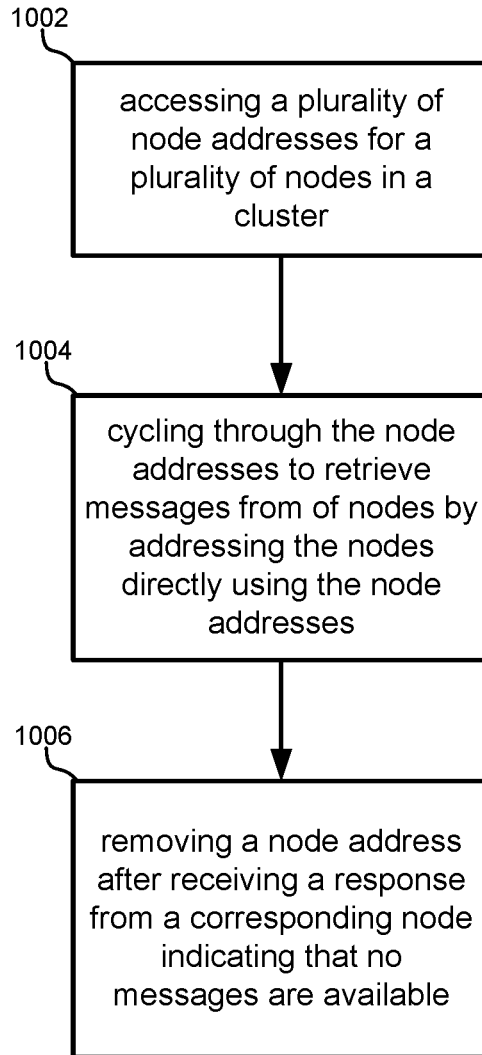 1002
accessing a plurality of
node addresses for a
plurality of nodes in a
cluster
1004
cycling through the node
addresses to retrieve
messages from of nodes by
addressing the nodes
directly using the node
addresses
1006
removing a node address
after receiving a response
from a corresponding node
indicating that no
messages are available